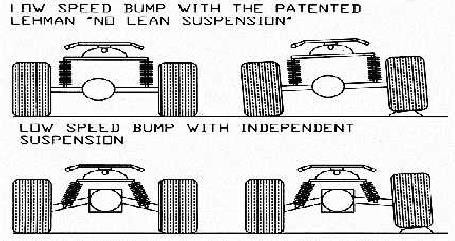 LOW SPEED BUMP WITH THE PATENTED
LEHMAN "NO LEAN SUSPENSION"
LOW SPEED BUMP WITH INDEPENDENT
SUSPENSION